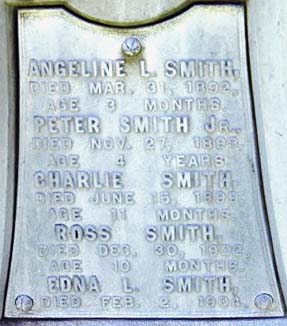 ANGELINE L. SMITH,
DIED MAR. 31, 1892,
AGE 3 MONTHS.
PETER SMITH JR.,
DIED NOV. 27, 1893.
AGE 4 YEARS.
CHARLIE SMITH.
DIED JUNE 15, 1899.
AGE 11 MONTHS.
ROSS SMITH.
DIED DEC. 30, 1902.
AGE 10 MONTHS.
EDNA L. SMITH,
DIED FEB. 2, 1904.